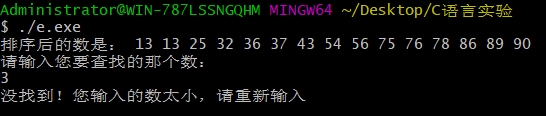 Administrator@WIN-787LSSNGQHM MINGW64 ~/Desktop/C语言实验
$ ./e.exe
排序后的数是： 13 13 25 32 36 37 43 54 56 75 76 78 86 89 90
请输入您要查找的那个数：
3
没找到！您输入的数太小，请重新输入